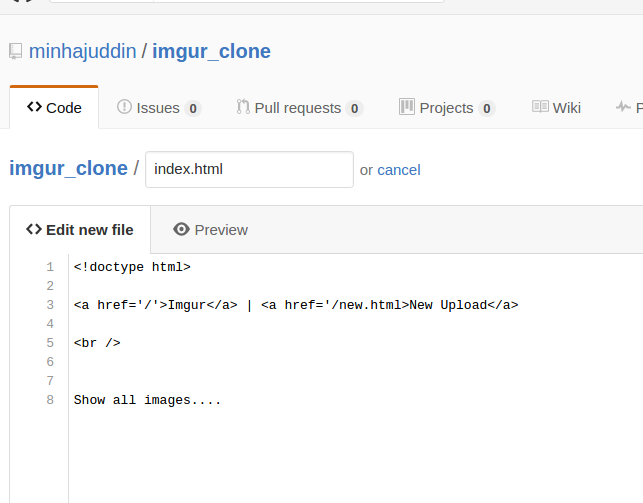 minhajuddin / imgur_clone
Code Issues 0 Pull requests 0 Projects 0 Wiki
imgur_clone / index.html or cancel
Edit new file Preview
1 <!doctype html>
2
3 <a href='/'>Imgur</a> | <a href='/new.html>New Upload</a>
4
5 <br />
6
7
8 Show all images....